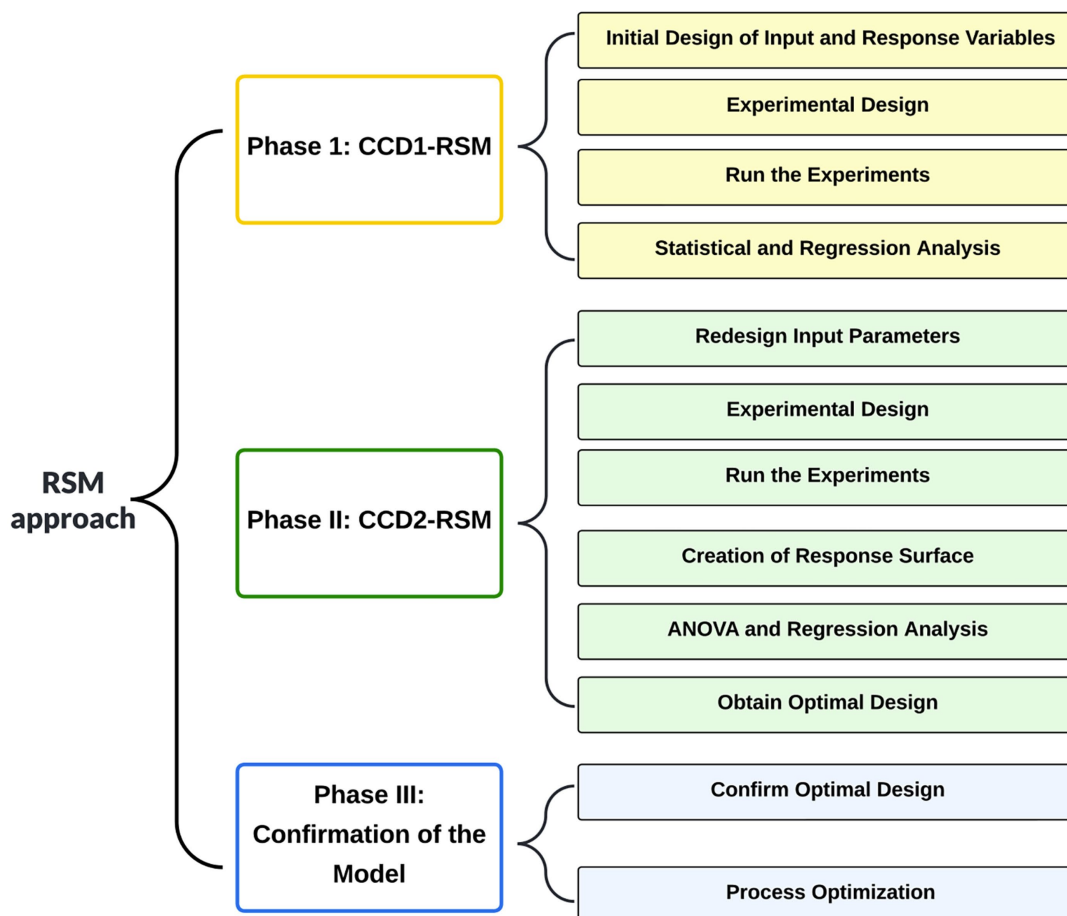 RSM
approach
Phase 1: CCD1-RSM
Initial Design of Input and Response Variables
Experimental Design
Run the Experiments
Statistical and Regression Analysis
Phase II: CCD2-RSM
Redesign Input Parameters
Experimental Design
Run the Experiments
Creation of Response Surface
ANOVA and Regression Analysis
Obtain Optimal Design
Phase III:
Confirmation of the
Model
Confirm Optimal Design
Process Optimization